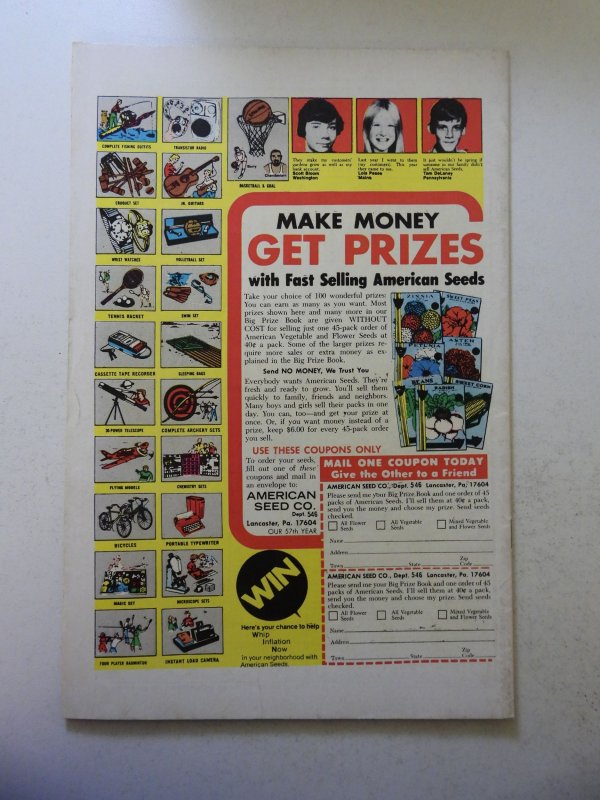 COMPLETE FISHING OUTFITS
TRANSISTOR RADIO
BASKETBALL & GOAL
They make my customers'
gardens grow as well as my
bank account.
Scott Bloom
Washington
Last year I went to them
(my customers). This year
they came to me.
Lois Pease
Maine
It just wouldn't be spring if
someone in our family didn't
sell American Seeds.
Tom DeLaney
Pennsylvania
CROQUET SET
JR. GUITARS
WRIST WATCHES
VOLLEYBALL SET
TENNIS RACKET
SWIM SET
CASSETTE TAPE RECORDER
SLEEPING BAGS
30-POWER TELESCOPE
COMPLETE ARCHERY SETS
FLYING MODELS
CHEMISTRY SETS
BICYCLES
PORTABLE TYPEWRITER
MAGIC SET
MICROSCOPE SETS
FOUR PLAYER BADMINTON
INSTANT LOAD CAMERA
MAKE MONEY
GET PRIZES
with Fast Selling American Seeds
Take your choice of 100 wonderful prizes:
You can earn as many as you want. Most
prizes shown here and many more in our
Big Prize Book are given WITHOUT
COST for selling just one 45-pack order of
American Vegetable and Flower Seeds at
40¢ a pack. Some of the larger prizes re-
quire more sales or extra money as ex-
plained in the Big Prize Book.
Send NO MONEY, We Trust You
Everybody wants American Seeds. They're
fresh and ready to grow. You'll sell them
quickly to family, friends and neighbors.
Many boys and girls sell their packs in one
day. You can, too—and get your prize at
once. Or, if you want money instead of a
prize, keep $6.00 for every 45-pack order
you sell.
ZINNIA
SWEET PEAS
PETUNIA
ASTER
BEANS
RADISH
SWEET CORN
USE THESE COUPONS ONLY
To order your seeds,
fill out one of these
coupons and mail in
an envelope to:
AMERICAN
SEED CO.
Dept. 546
Lancaster, Pa. 17604
OUR 57th YEAR
WIN
Here's your chance to help
Whip
Inflation
Now
in your neighborhood with
American Seeds.
MAIL ONE COUPON TODAY
Give the Other to a Friend
AMERICAN SEED CO., Dept. 546 Lancaster, Pa. 17604
Please send me your Big Prize Book and one order of 45
packs of American Seeds. I'll sell them at 40¢ a pack,
send you the money and choose my prize. Send seeds
checked.
All Flower
Seeds
All Vegetable
Seeds
Mixed Vegetable
and Flower Seeds
Name
Address
Town State Zip Code
AMERICAN SEED CO., Dept. 546 Lancaster, Pa. 17604
Please send me your Big Prize Book and one order of 45
packs of American Seeds. I'll sell them at 40¢ a pack,
send you the money and choose my prize. Send seeds
checked.
All Flower
Seeds
All Vegetable
Seeds
Mixed Vegetable
and Flower Seeds
Name
Address
Town State Zip Code